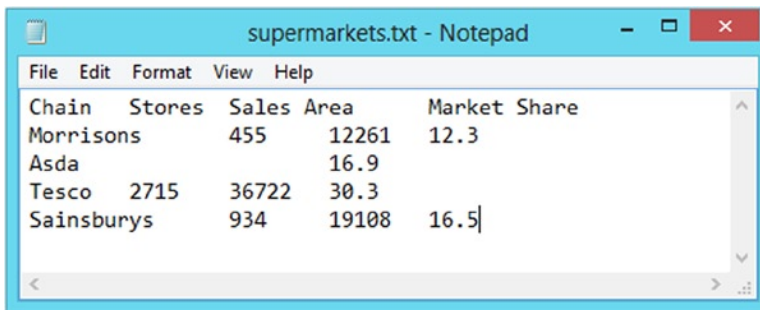 supermarkets.txt - Notepad
File Edit Format View Help
Chain Stores Sales Area Market Share
Morrisons 455 12261 12.3
Asda 16.9
Tesco 2715 36722 30.3
Sainsburys 934 19108 16.5